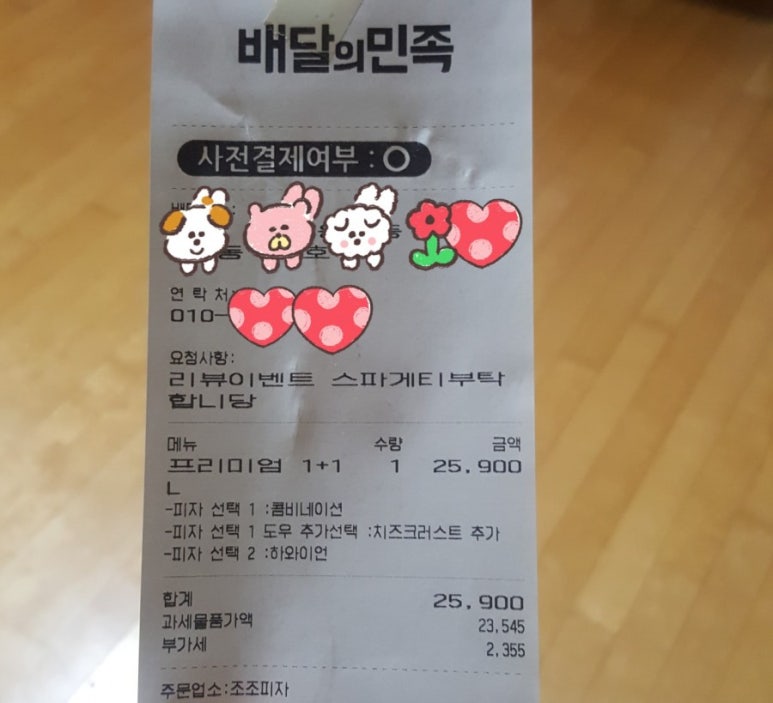 배달의민족
사전결제여부 : O
호
연락처:
010-
요청사항:
리뷰이벤트 스파게티부탁
합니당
메뉴 수량 금액
프리미엄 1+1 1 25,900
L
-피자 선택 1 :콤비네이션
-피자 선택 1 도우 추가선택 :치즈크러스트 추가
-피자 선택 2 :하와이언
합계 25,900
과세물품가액 23,545
부가세 2,355
주문업소:조조피자